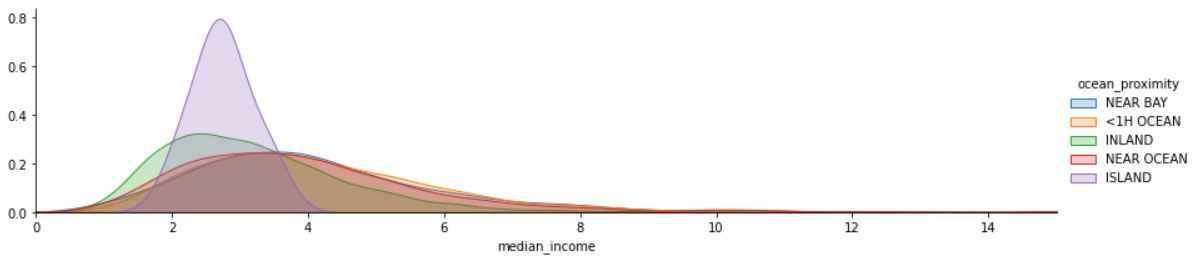 0.8
0.6
0.4
0.2
0.0
0 2 4 6 8 10 12 14
median_income
ocean_proximity
NEAR BAY
<1H OCEAN
INLAND
NEAR OCEAN
ISLAND